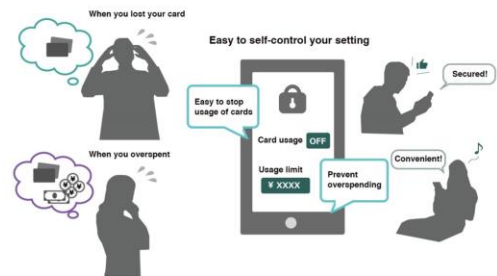 When you lost your card
Easy to self-control your setting
Secured!
Easy to stop
usage of cards
Card usage OFF
When you overspent
Convenient!
Usage limit
¥ XXXX
Prevent
overspending